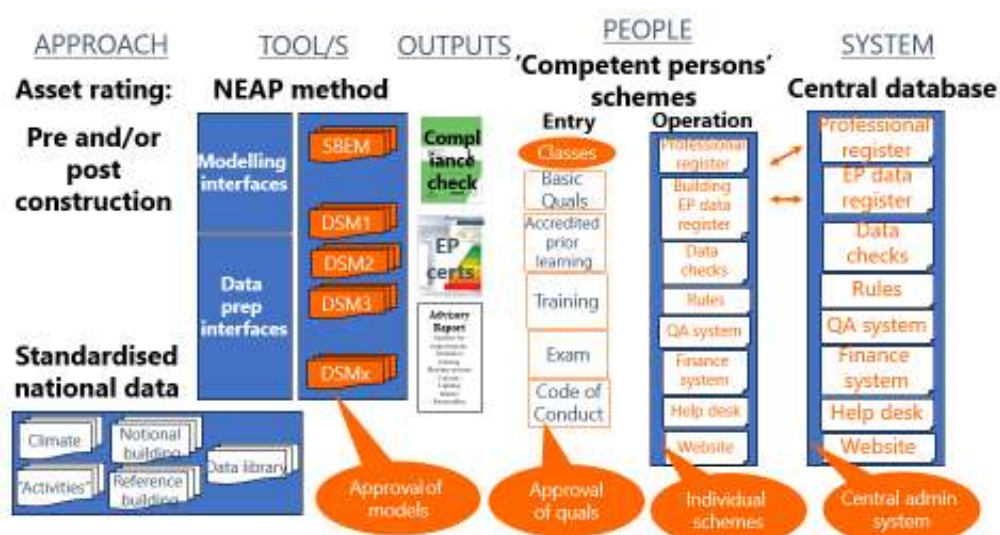 APPROACH
TOOL/S
OUTPUTS
PEOPLE
SYSTEM
Asset rating:
Pre and/or
post
construction
Standardised
national data
Climate
Notional
building
"Activities"
Reference
building
Data library
NEAP method
Modelling
interfaces
Data
prep
interfaces
SBEM
DSM1
DSM2
DSM3
DSMx
Approval of
models
Compl
iance
check
EP
certs
Advisory
Report
'Competent persons'
schemes
Entry
Classes
Basic
Quals
Accredited
prior
learning
Training
Exam
Code of
Conduct
Approval
of quals
Operation
Professional
register
Building
EP data
register
Data
checks
Rules
QA system
Finance
system
Help desk
Website
Individual
schemes
Central database
Professional
register
EP data
register
Data
checks
Rules
QA system
Finance
system
Help desk
Website
Central admin
system